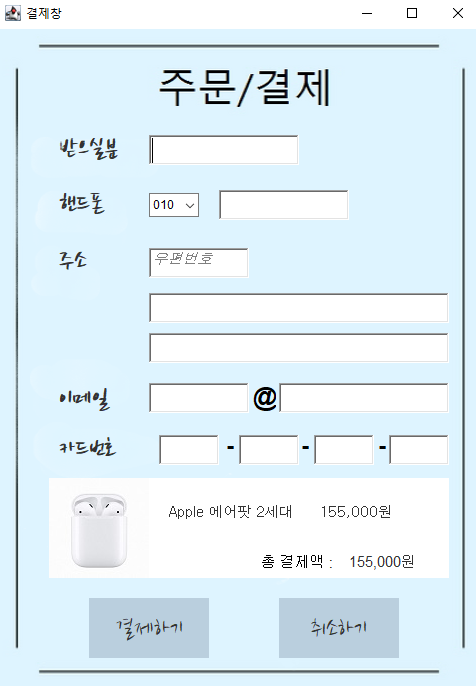 결제창
주문/결제
받으실분
핸드폰 010
주소 우편번호
이메일 @
카드번호 - - -
Apple 에어팟 2세대 155,000원
총 결제액 : 155,000원
결제하기 취소하기